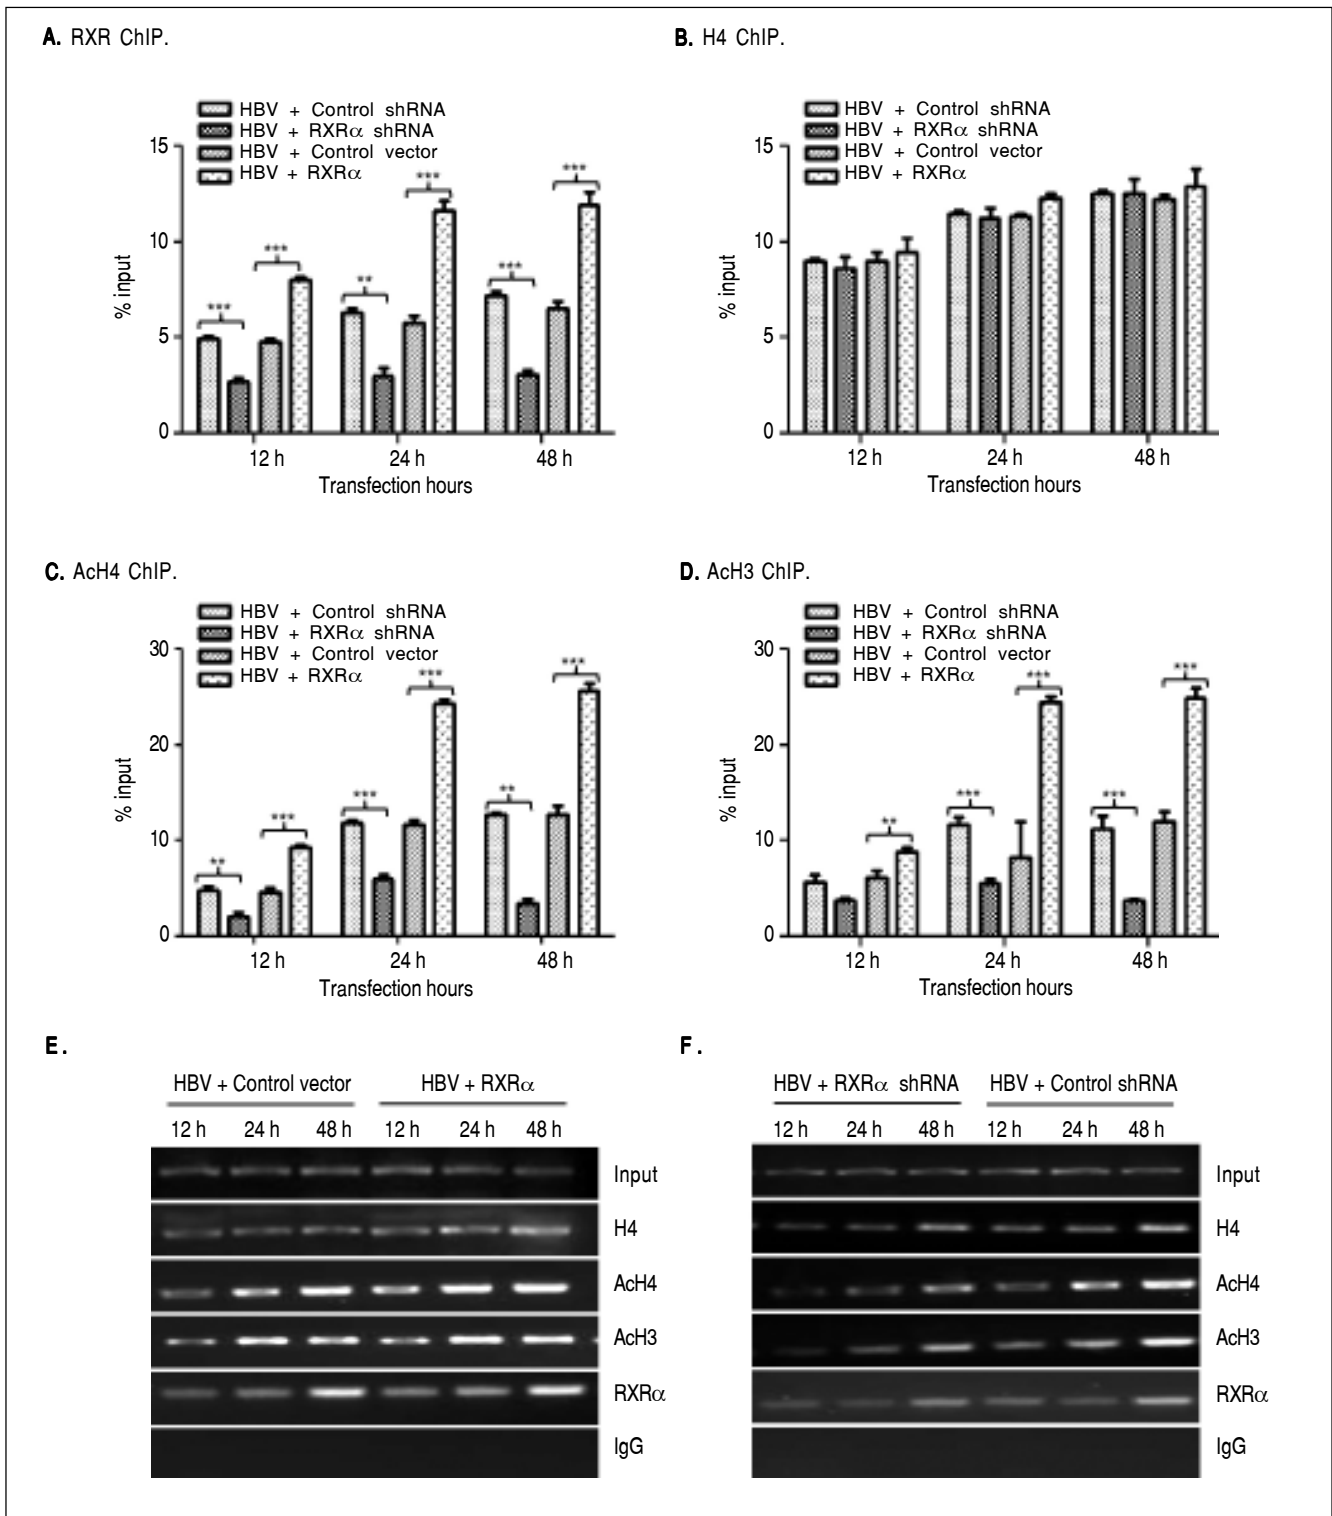 A. RXR ChIP.
HBV + Control shRNA
HBV + RXRα shRNA
HBV + Control vector
HBV + RXRα
15
10
5
0
% input
***
***
**
***
***
***
12 h 24 h 48 h
Transfection hours
B. H4 ChIP.
HBV + Control shRNA
HBV + RXRα shRNA
HBV + Control vector
HBV + RXRα
15
10
5
0
% input
12 h 24 h 48 h
Transfection hours
C. AcH4 ChIP.
HBV + Control shRNA
HBV + RXRα shRNA
HBV + Control vector
HBV + RXRα
30
20
10
0
% input
**
***
***
***
**
***
12 h 24 h 48 h
Transfection hours
D. AcH3 ChIP.
HBV + Control shRNA
HBV + RXRα shRNA
HBV + Control vector
HBV + RXRα
30
20
10
0
% input
**
***
***
***
***
12 h 24 h 48 h
Transfection hours
E.
HBV + Control vector HBV + RXRα
12 h 24 h 48 h 12 h 24 h 48 h
Input
H4
AcH4
AcH3
RXRα
IgG
F.
HBV + RXRα shRNA HBV + Control shRNA
12 h 24 h 48 h 12 h 24 h 48 h
Input
H4
AcH4
AcH3
RXRα
IgG